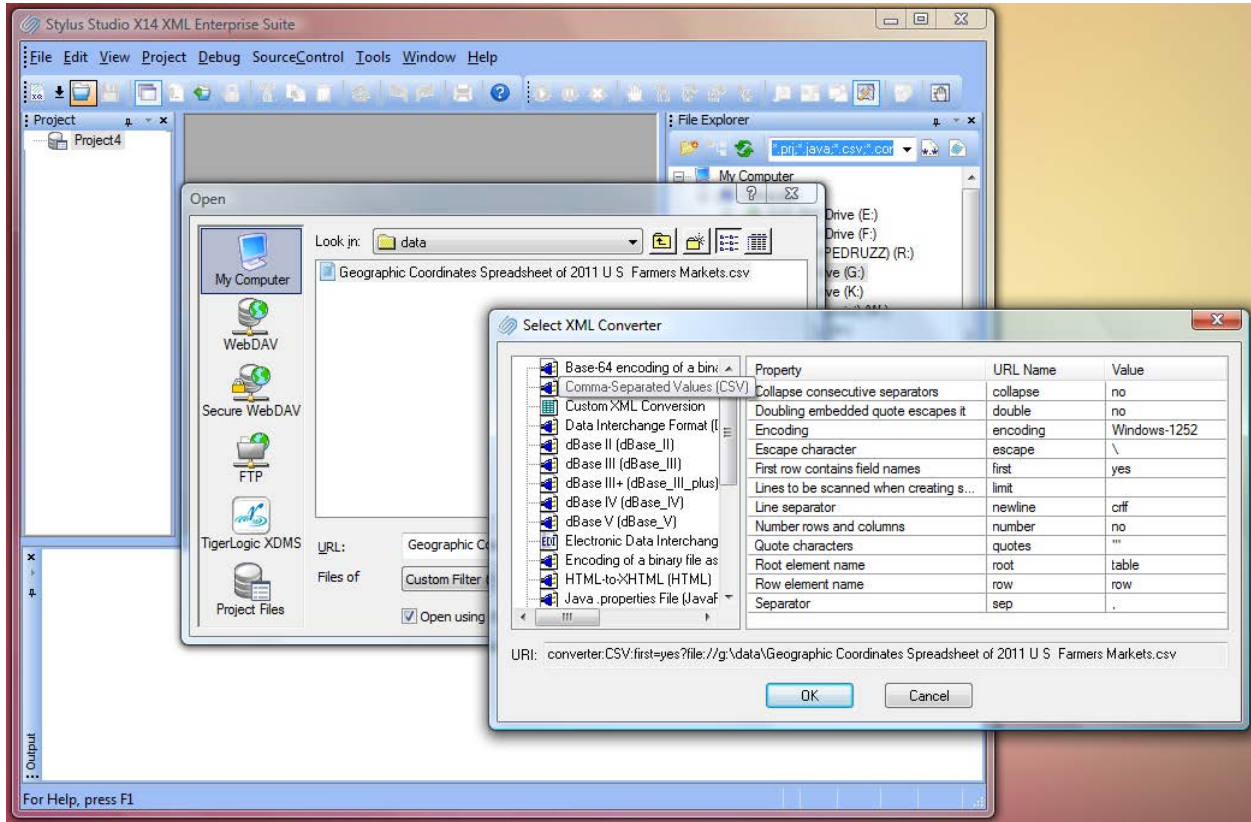 Stylus Studio X14 XML Enterprise Suite
File Edit View Project Debug SourceControl Tools Window Help
Project
Project4
File Explorer
*.prj;*.java;*.csv;*.cor
My Computer
Drive (E:)
Drive (F:)
PEDRUZZ) (R:)
ve (G:)
ve (K:)
Open
Look in: data
Geographic Coordinates Spreadsheet of 2011 U S Farmers Markets.csv
My Computer
WebDAV
Secure WebDAV
FTP
TigerLogic XDMS
Project Files
URL: Geographic Co
Files of Custom Filter (
Open using
Select XML Converter
Base-64 encoding of a bina
Comma-Separated Values (CSV)
Custom XML Conversion
Data Interchange Format (D
dBase II (dBase_II)
dBase III (dBase_III)
dBase III+ (dBase_III_plus)
dBase IV (dBase_IV)
dBase V (dBase_V)
EDI Electronic Data Interchang
Encoding of a binary file as
HTML-to-XHTML (HTML)
Java .properties File (JavaF
Property URL Name Value
Collapse consecutive separators collapse no
Doubling embedded quote escapes it double no
Encoding encoding Windows-1252
Escape character escape \
First row contains field names first yes
Lines to be scanned when creating s... limit
Line separator newline crlf
Number rows and columns number no
Quote characters quotes "'
Root element name root table
Row element name row row
Separator sep ,
URI: converter:CSV:first=yes?file://g:\data\Geographic Coordinates Spreadsheet of 2011 U S Farmers Markets.csv
OK Cancel
Output
For Help, press F1